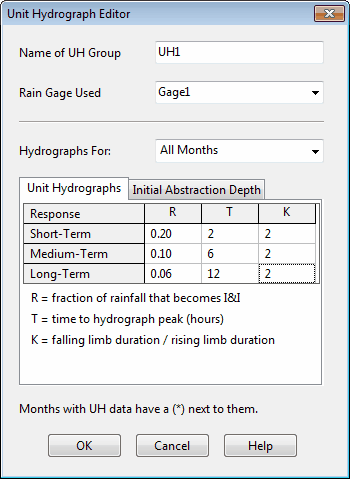 Unit Hydrograph Editor
Name of UH Group UH1
Rain Gage Used Gage1
Hydrographs For: All Months
Unit Hydrographs Initial Abstraction Depth
Response R T K
Short-Term 0.20 2 2
Medium-Term 0.10 6 2
Long-Term 0.06 12 2
R = fraction of rainfall that becomes I&I
T = time to hydrograph peak (hours)
K = falling limb duration / rising limb duration
Months with UH data have a (*) next to them.
OK Cancel Help